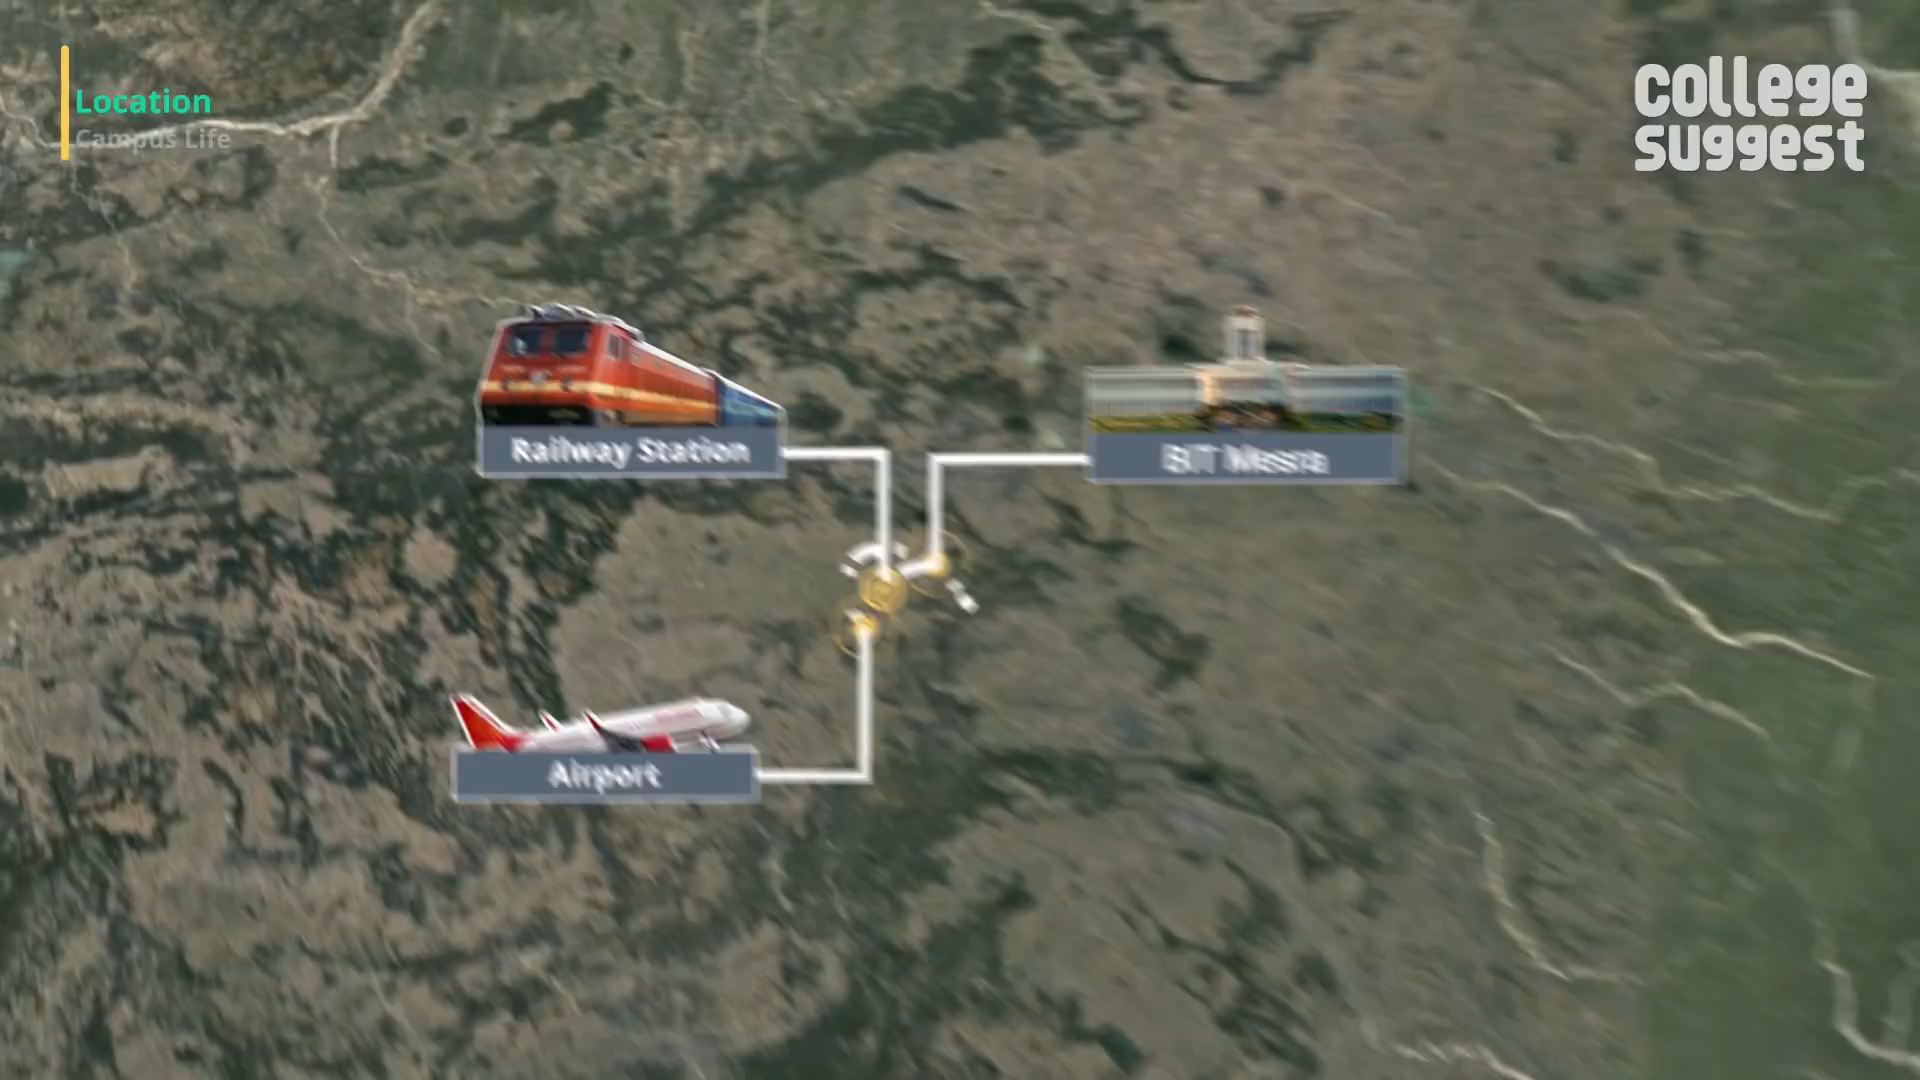 Location
Campus Life
college
suggest
Railway Station
BIT Mesra
Airport